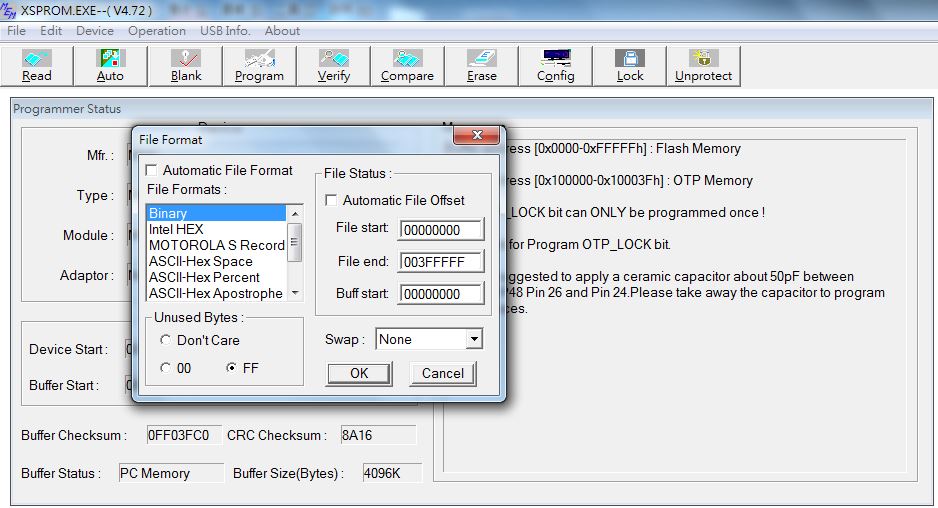 XSPROM.EXE--( V4.72 )
File Edit Device Operation USB Info. About
Read Auto Blank Program Verify Compare Erase Config Lock Unprotect
Programmer Status
Mfr. :
Type :
Module :
Adaptor :
Device Start :
Buffer Start :
Buffer Checksum : 0FF03FC0 CRC Checksum : 8A16
Buffer Status : PC Memory Buffer Size(Bytes) : 4096K
[0x0000-0xFFFFFh] : Flash Memory
[0x100000-0x10003Fh] : OTP Memory
_LOCK bit can ONLY be programmed once !
for Program OTP_LOCK bit.
to apply a ceramic capacitor about 50pF between
Pin 26 and Pin 24.Please take away the capacitor to program
File Format
Automatic File Format
File Formats :
Binary
Intel HEX
MOTOROLA S Record
ASCII-Hex Space
ASCII-Hex Percent
ASCII-Hex Apostrophe
Unused Bytes :
Don't Care
00 FF
File Status :
Automatic File Offset
File start: 00000000
File end: 003FFFFF
Buff start: 00000000
Swap : None
OK Cancel